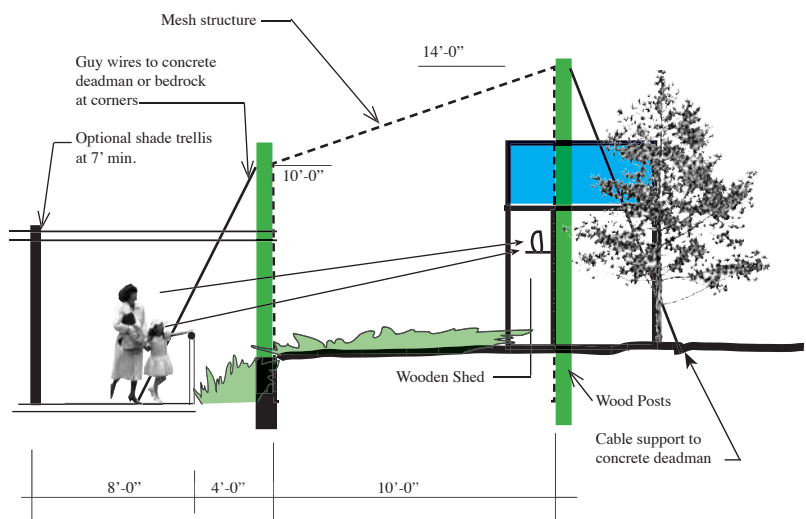 Mesh structure
14’-0”
Guy wires to concrete
deadman or bedrock
at corners
Optional shade trellis
at 7’ min.
10’-0”
Wooden Shed
Wood Posts
Cable support to
concrete deadman
8’-0”
4’-0”
10’-0”